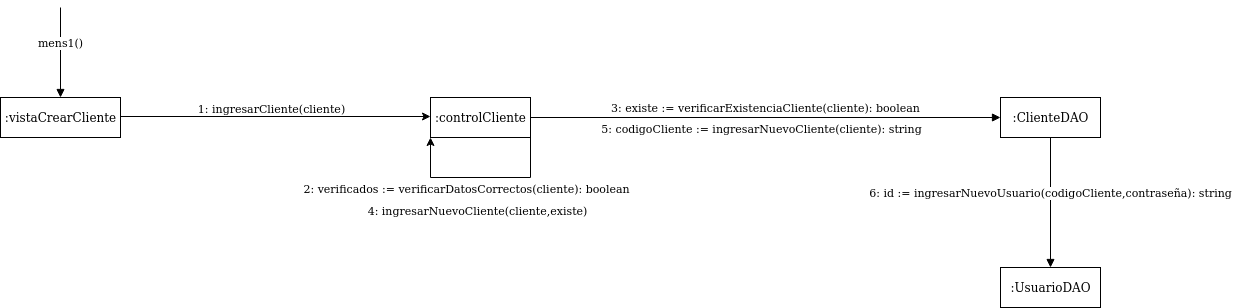 mens1()
:vistaCrearCliente
1: ingresarCliente(cliente)
:controlCliente
3: existe := verificarExistenciaCliente(cliente): boolean
5: codigoCliente := ingresarNuevoCliente(cliente): string
:ClienteDAO
2: verificados := verificarDatosCorrectos(cliente): boolean
4: ingresarNuevoCliente(cliente,existe)
6: id := ingresarNuevoUsuario(codigoCliente,contraseña): string
:UsuarioDAO